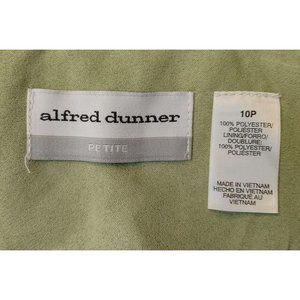 alfred dunner
PETITE
10P
100% POLYESTER/
POLIESTER
LINING/FORRO/
DOUBLURE:
100% POLYESTER/
POLIESTER
MADE IN VIETNAM
HECHO EN VIETNAM
FABRIQUÉ AU
VIETNAM